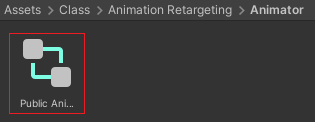 Assets > Class > Animation Retargeting > Animator
Public Ani...